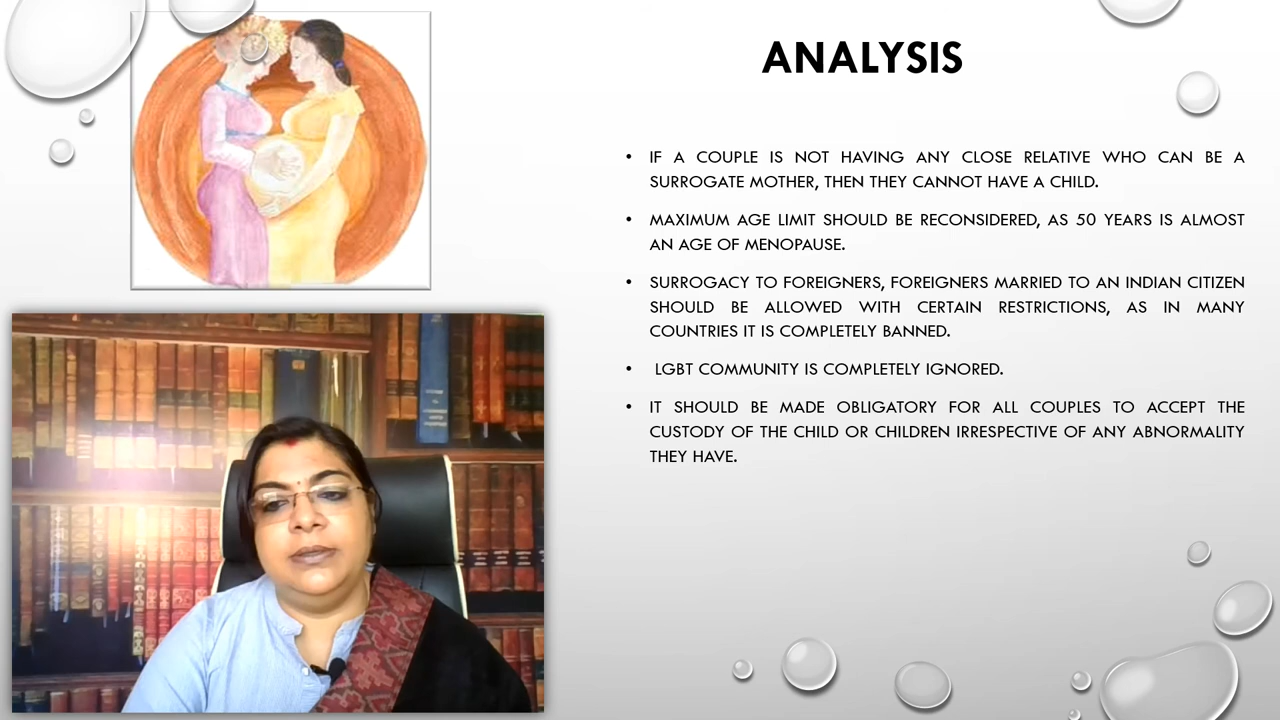 ANALYSIS
• IF A COUPLE IS NOT HAVING ANY CLOSE RELATIVE WHO CAN BE A
SURROGATE MOTHER, THEN THEY CANNOT HAVE A CHILD.
• MAXIMUM AGE LIMIT SHOULD BE RECONSIDERED, AS 50 YEARS IS ALMOST
AN AGE OF MENOPAUSE.
• SURROGACY TO FOREIGNERS, FOREIGNERS MARRIED TO AN INDIAN CITIZEN
SHOULD BE ALLOWED WITH CERTAIN RESTRICTIONS, AS IN MANY
COUNTRIES IT IS COMPLETELY BANNED.
• LGBT COMMUNITY IS COMPLETELY IGNORED.
• IT SHOULD BE MADE OBLIGATORY FOR ALL COUPLES TO ACCEPT THE
CUSTODY OF THE CHILD OR CHILDREN IRRESPECTIVE OF ANY ABNORMALITY
THEY HAVE.